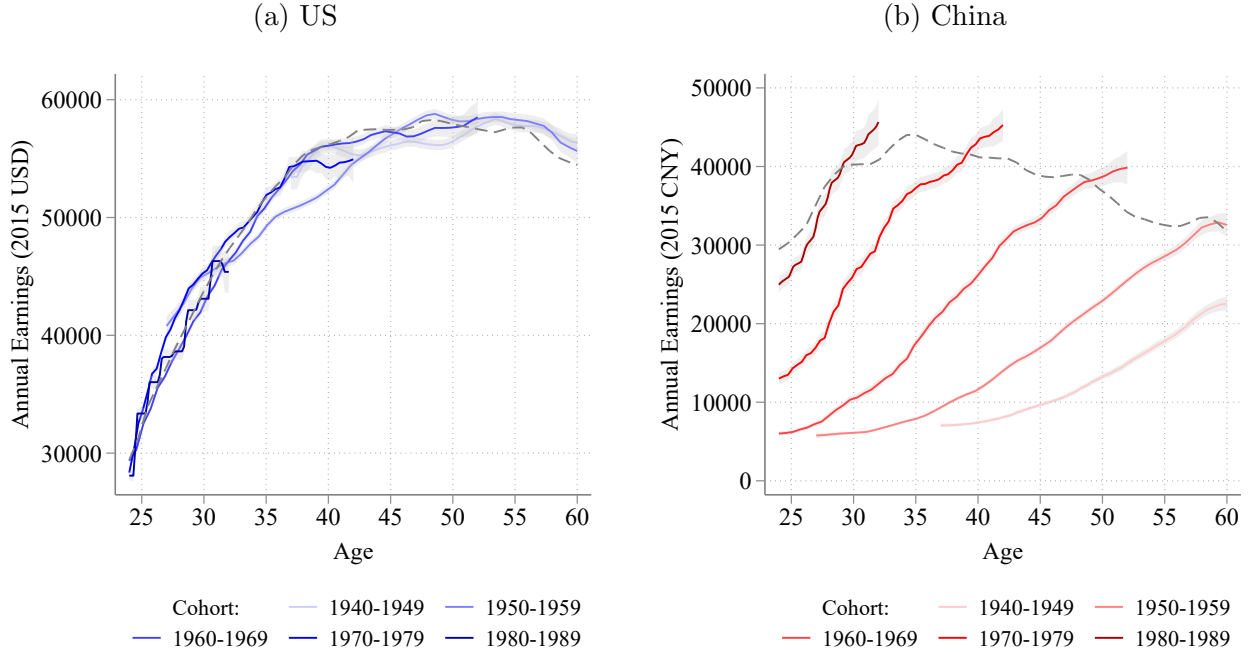 (a) US
Annual Earnings (2015 USD)
60000
50000
40000
30000
25 30 35 40 45 50 55 60
Age
Cohort: 1940-1949 1950-1959
1960-1969 1970-1979 1980-1989
(b) China
Annual Earnings (2015 CNY)
50000
40000
30000
20000
10000
0
25 30 35 40 45 50 55 60
Age
Cohort: 1940-1949 1950-1959
1960-1969 1970-1979 1980-1989